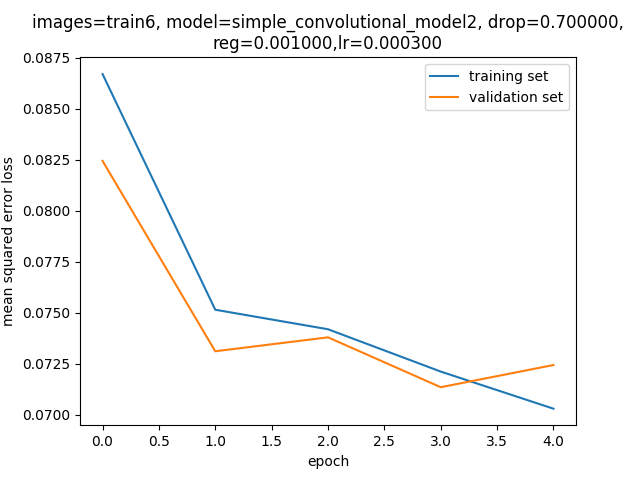 images=train6, model=simple_convolutional_model2, drop=0.700000,
reg=0.001000,lr=0.000300
training set
validation set
mean squared error loss
0.0875
0.0850
0.0825
0.0800
0.0775
0.0750
0.0725
0.0700
0.0 0.5 1.0 1.5 2.0 2.5 3.0 3.5 4.0
epoch